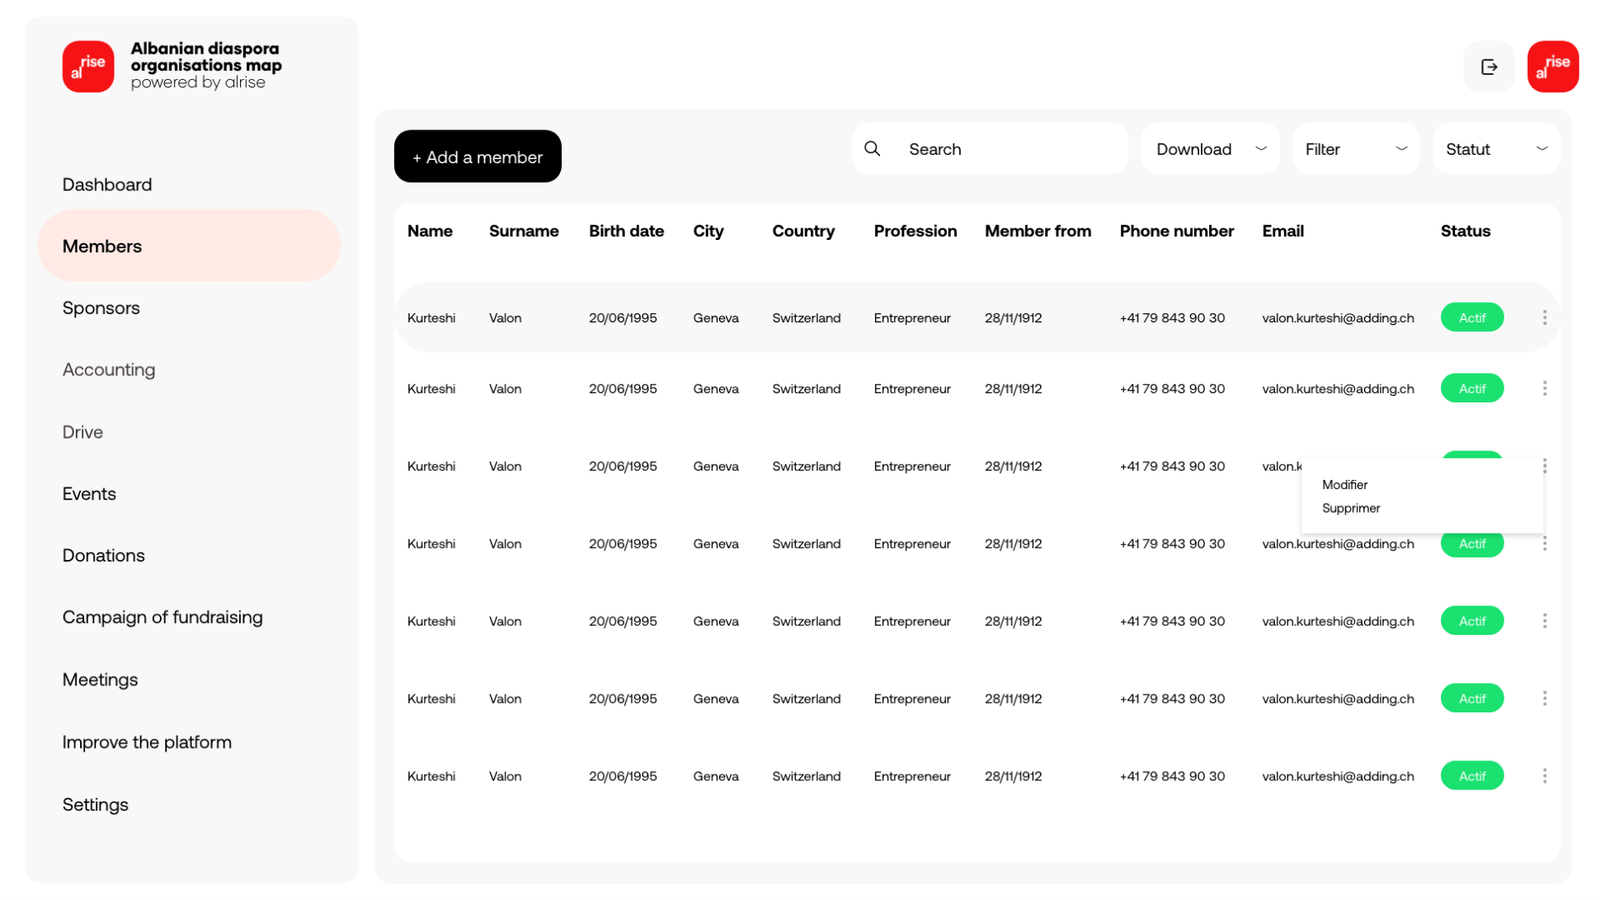 al rise
Albanian diaspora
organisations map
powered by alrise
al rise
Dashboard
Members
Sponsors
Accounting
Drive
Events
Donations
Campaign of fundraising
Meetings
Improve the platform
Settings
+ Add a member
Search
Download
Filter
Statut
Name Surname Birth date City Country Profession Member from Phone number Email Status
Kurteshi Valon 20/06/1995 Geneva Switzerland Entrepreneur 28/11/1912 +41 79 843 90 30 valon.kurteshi@adding.ch Actif
Kurteshi Valon 20/06/1995 Geneva Switzerland Entrepreneur 28/11/1912 +41 79 843 90 30 valon.kurteshi@adding.ch Actif
Kurteshi Valon 20/06/1995 Geneva Switzerland Entrepreneur 28/11/1912 +41 79 843 90 30 valon.k
Modifier
Supprimer
Kurteshi Valon 20/06/1995 Geneva Switzerland Entrepreneur 28/11/1912 +41 79 843 90 30 valon.kurteshi@adding.ch Actif
Kurteshi Valon 20/06/1995 Geneva Switzerland Entrepreneur 28/11/1912 +41 79 843 90 30 valon.kurteshi@adding.ch Actif
Kurteshi Valon 20/06/1995 Geneva Switzerland Entrepreneur 28/11/1912 +41 79 843 90 30 valon.kurteshi@adding.ch Actif
Kurteshi Valon 20/06/1995 Geneva Switzerland Entrepreneur 28/11/1912 +41 79 843 90 30 valon.kurteshi@adding.ch Actif